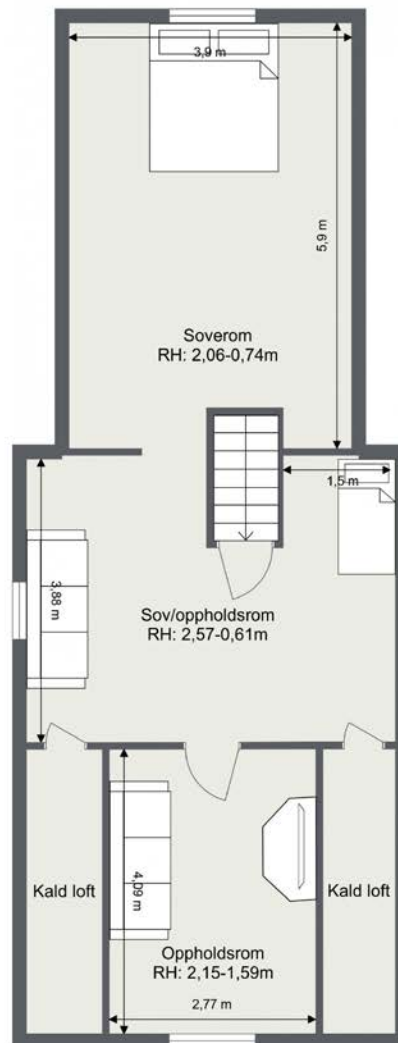 3,9 m
5,9 m
Soverom
RH: 2,06-0,74m
1,5 m
3,88 m
Sov/oppholdsrom
RH: 2,57-0,61m
Kald loft
4,09 m
Kald loft
Oppholdsrom
RH: 2,15-1,59m
2,77 m